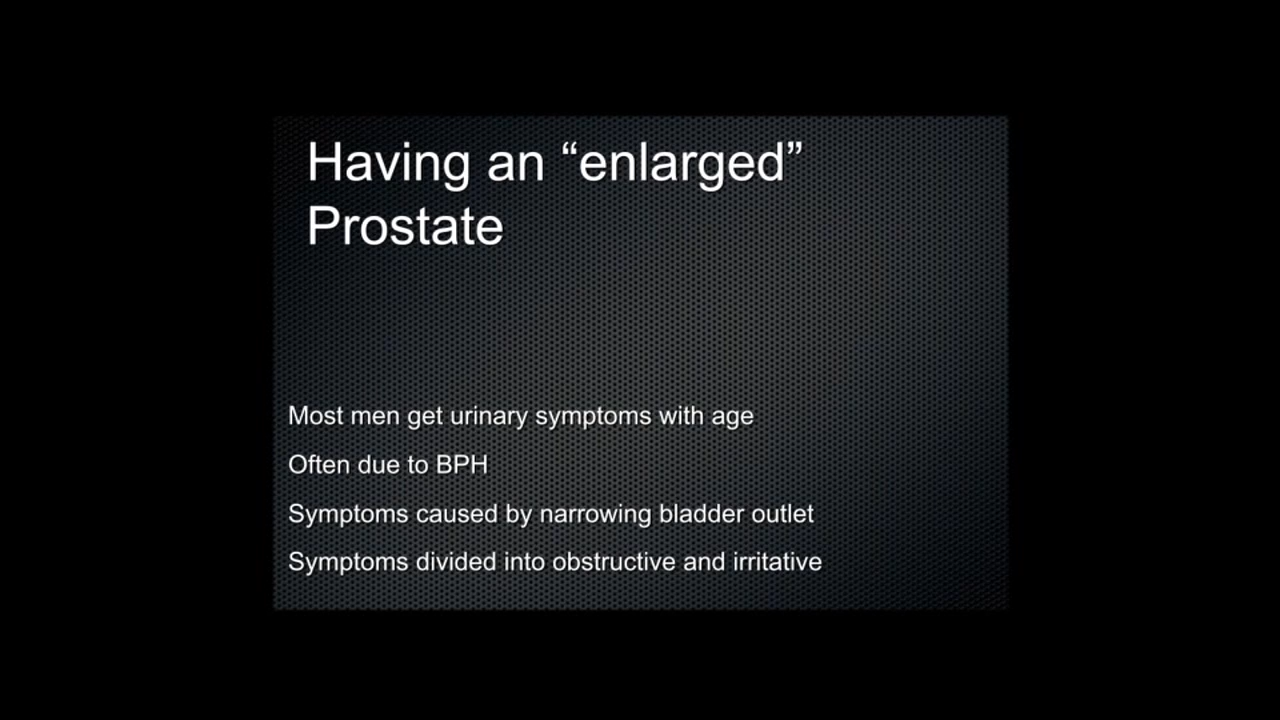 Having an “enlarged”
Prostate
Most men get urinary symptoms with age
Often due to BPH
Symptoms caused by narrowing bladder outlet
Symptoms divided into obstructive and irritative